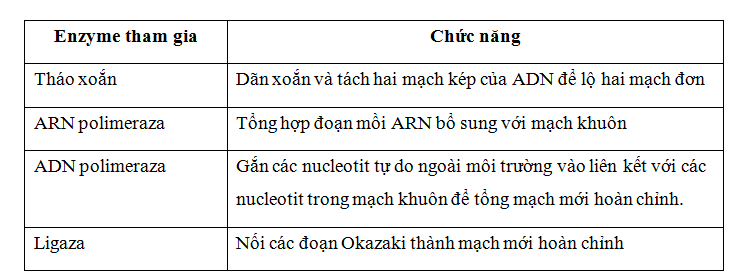 Enzyme tham gia Chức năng
Tháo xoắn Dãn xoắn và tách hai mạch kép của ADN để lộ hai mạch đơn
ARN polimeraza Tổng hợp đoạn mồi ARN bổ sung với mạch khuôn
ADN polimeraza Gắn các nucleotit tự do ngoài môi trường vào liên kết với các
nucleotit trong mạch khuôn để tổng mạch mới hoàn chỉnh.
Ligaza Nối các đoạn Okazaki thành mạch mới hoàn chỉnh